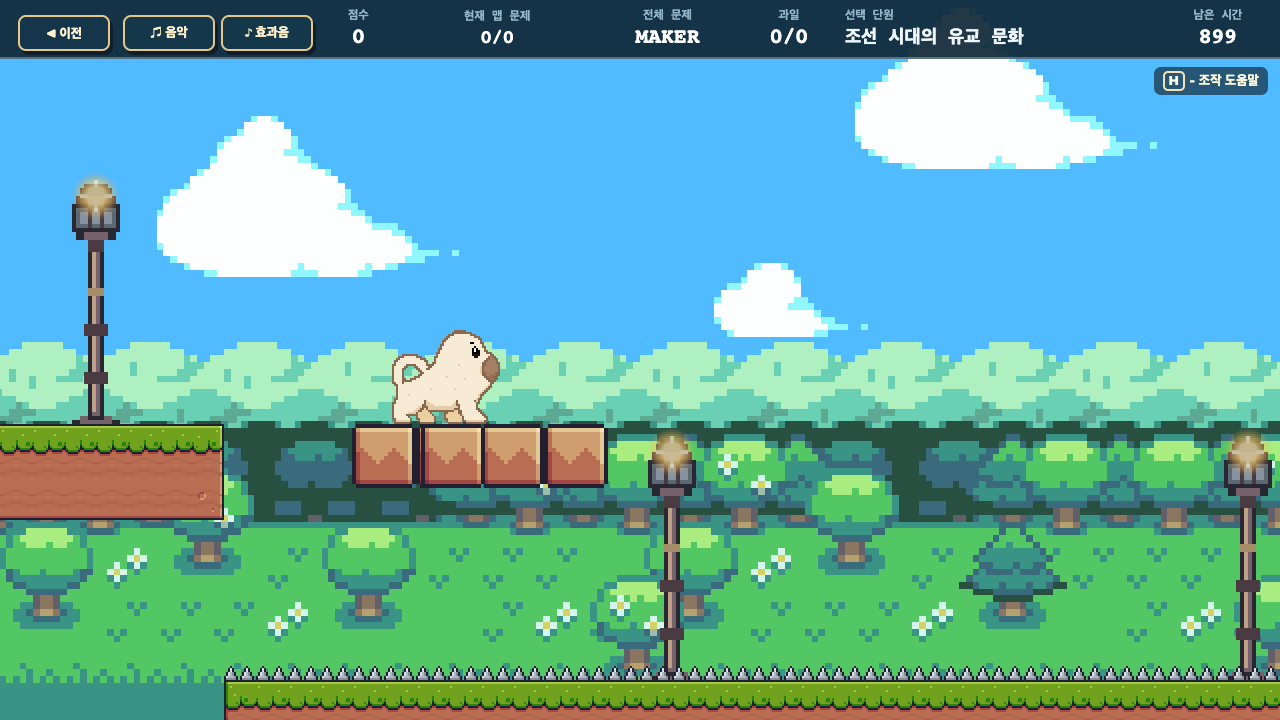 ◀ 이전
♫ 음악
♪ 효과음
점수
0
현재 맵 문제
0/0
전체 문제
MAKER
과일
0/0
선택 단원
조선 시대의 유교 문화
남은 시간
899
H - 조작 도움말